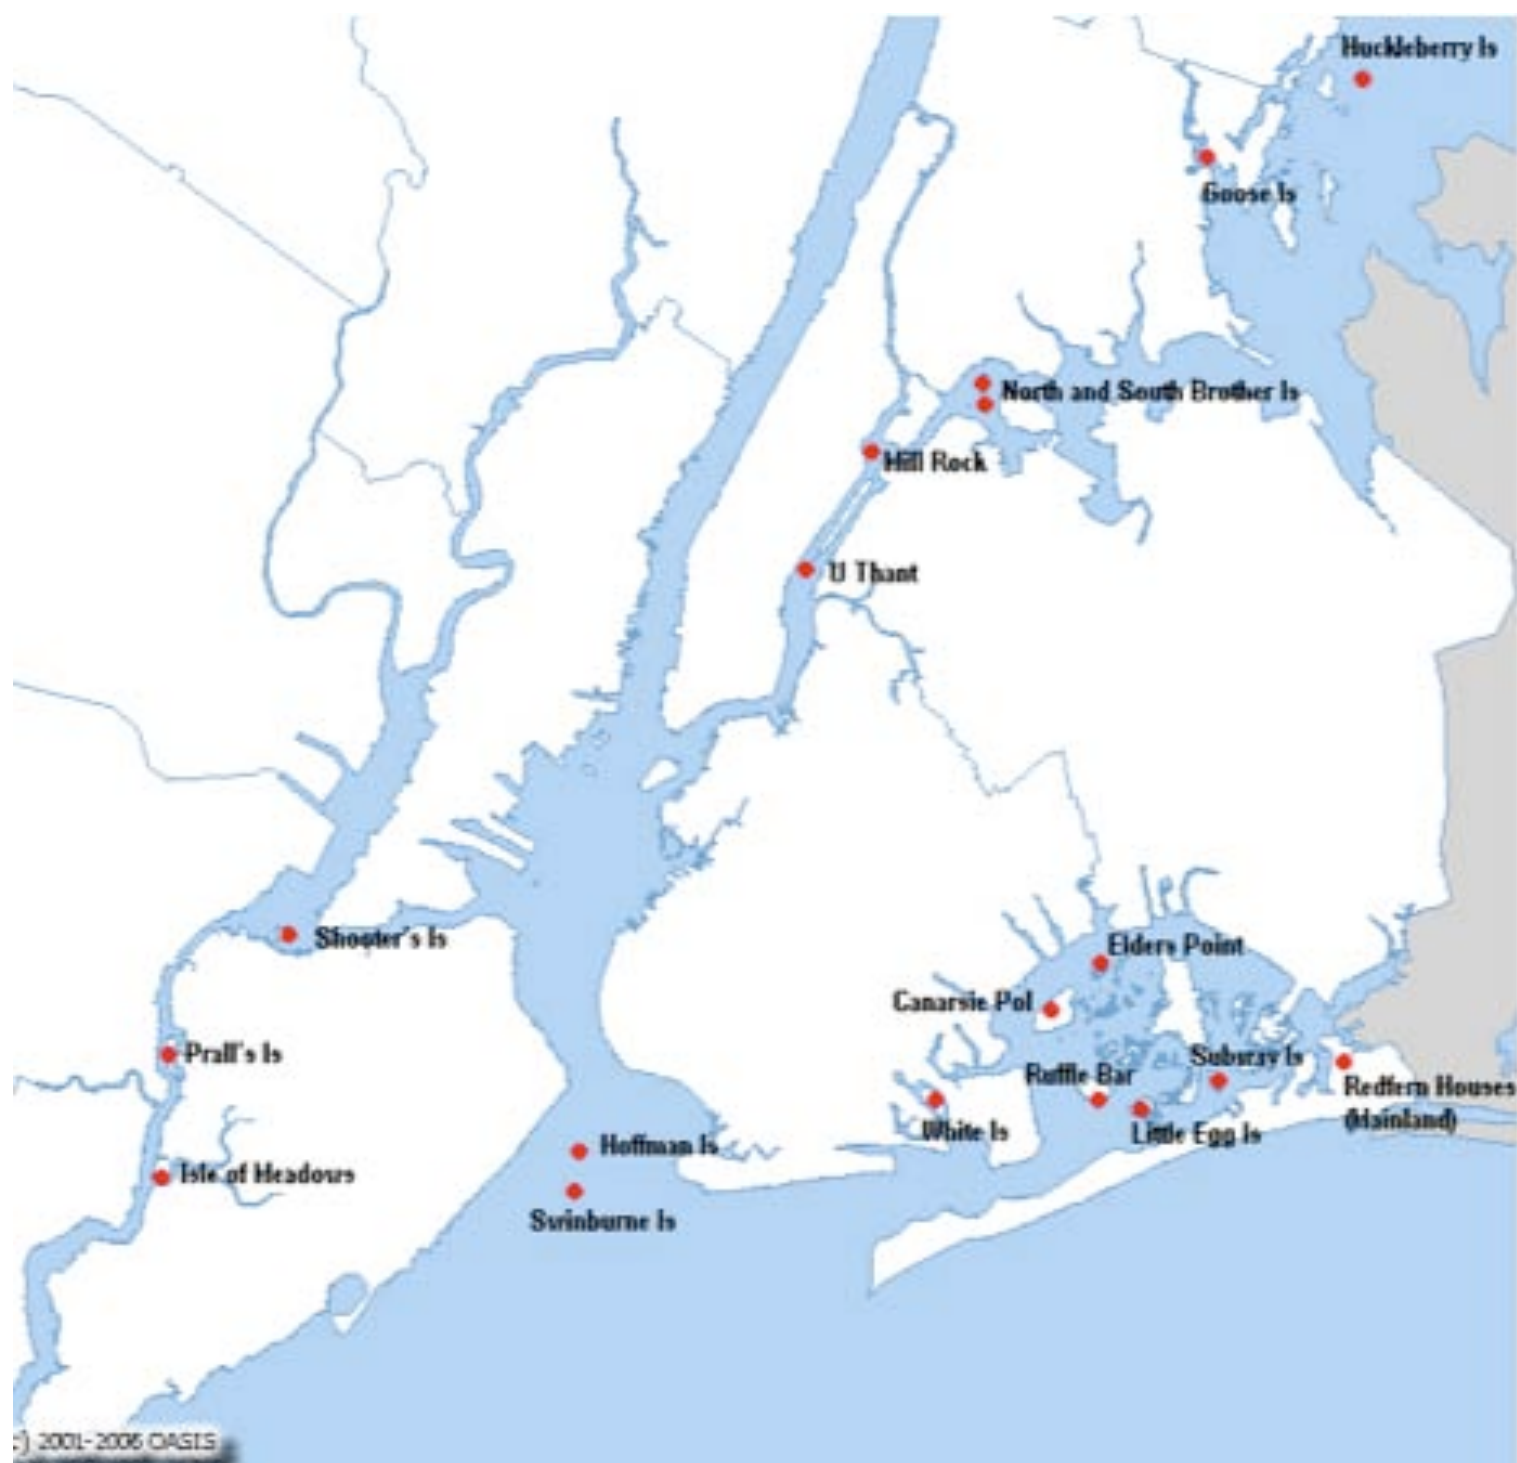 Huckleberry Is
Goose Is
North and South Brother Is
Mill Rock
U Thant
Shooter's Is
Elders Point
Canarsie Pol
Prall's Is
Subway Is
Ruffle Bar
Redfern Houses
(Mainland)
White Is
Little Egg Is
Hoffman Is
Isle of Meadows
Swinburne Is
c) 2001-2006 OASIS